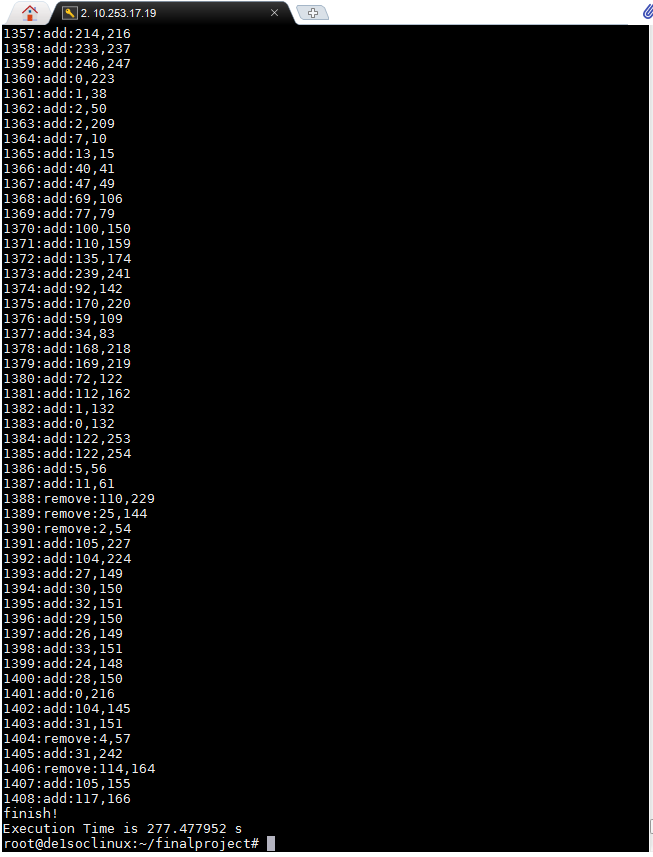 2. 10.253.17.19
1357:add:214,216
1358:add:233,237
1359:add:246,247
1360:add:0,223
1361:add:1,38
1362:add:2,50
1363:add:2,209
1364:add:7,10
1365:add:13,15
1366:add:40,41
1367:add:47,49
1368:add:69,106
1369:add:77,79
1370:add:100,150
1371:add:110,159
1372:add:135,174
1373:add:239,241
1374:add:92,142
1375:add:170,220
1376:add:59,109
1377:add:34,83
1378:add:168,218
1379:add:169,219
1380:add:72,122
1381:add:112,162
1382:add:1,132
1383:add:0,132
1384:add:122,253
1385:add:122,254
1386:add:5,56
1387:add:11,61
1388:remove:110,229
1389:remove:25,144
1390:remove:2,54
1391:add:105,227
1392:add:104,224
1393:add:27,149
1394:add:30,150
1395:add:32,151
1396:add:29,150
1397:add:26,149
1398:add:33,151
1399:add:24,148
1400:add:28,150
1401:add:0,216
1402:add:104,145
1403:add:31,151
1404:remove:4,57
1405:add:31,242
1406:remove:114,164
1407:add:105,155
1408:add:117,166
finish!
Execution Time is 277.477952 s
root@de1soclinux:~/finalproject#